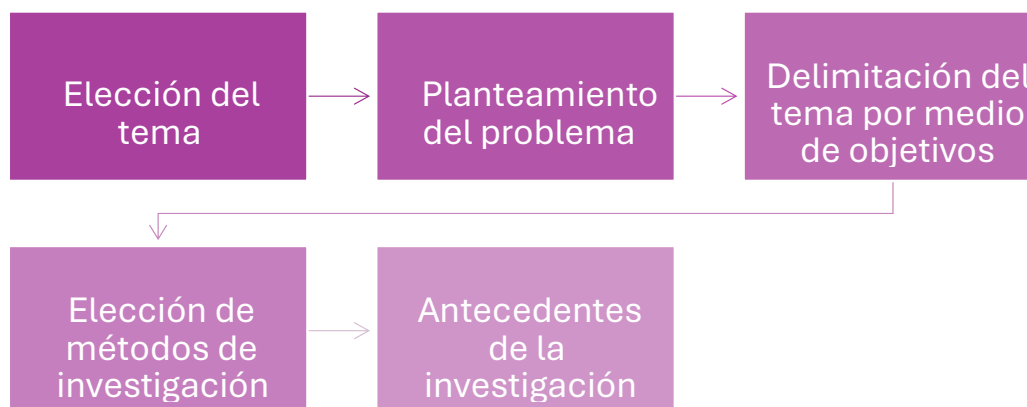 Elección del
tema
Planteamiento
del problema
Delimitación del
tema por medio
de objetivos
Elección de
métodos de
investigación
Antecedentes
de la
investigación